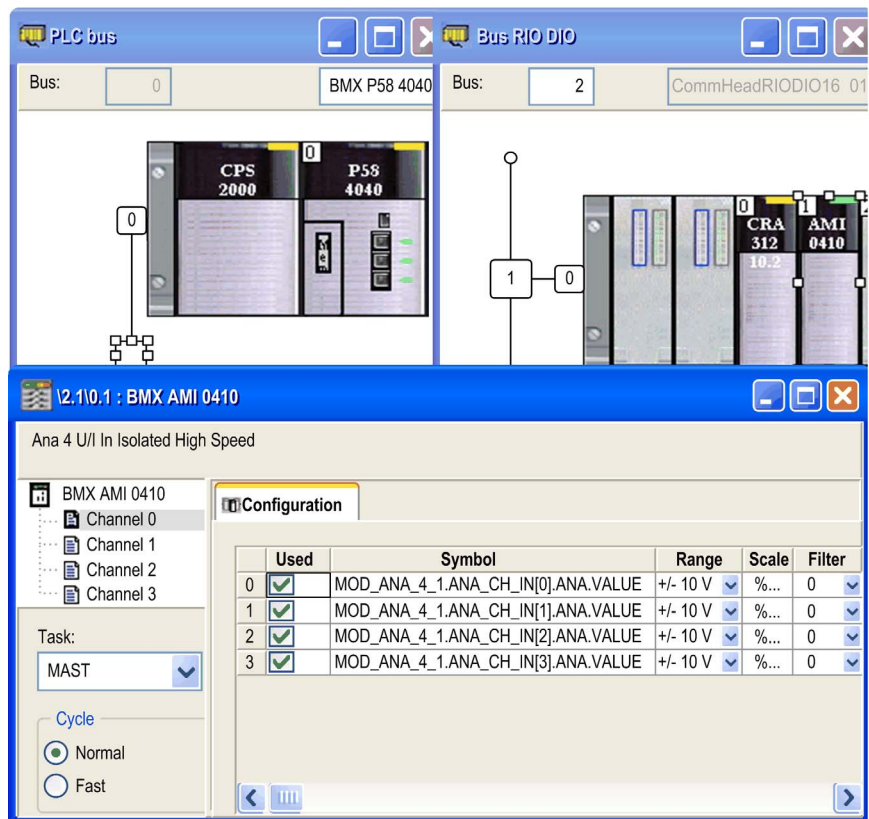 PLC bus
Bus:
0
BMX P58 4040
0
CPS
2000
P58
4040
0
Bus RIO DIO
Bus:
2
CommHeadRIODIO16 01
0
CRA
312
10.2
1
AMI
0410
2
1
0
\2.1\0.1 : BMX AMI 0410
Ana 4 U/I In Isolated High Speed
BMX AMI 0410
Channel 0
Channel 1
Channel 2
Channel 3
Task:
MAST
Cycle
Normal
Fast
Configuration
Used Symbol Range Scale Filter
0 MOD_ANA_4_1.ANA_CH_IN[0].ANA.VALUE +/- 10 V %... 0
1 MOD_ANA_4_1.ANA_CH_IN[1].ANA.VALUE +/- 10 V %... 0
2 MOD_ANA_4_1.ANA_CH_IN[2].ANA.VALUE +/- 10 V %... 0
3 MOD_ANA_4_1.ANA_CH_IN[3].ANA.VALUE +/- 10 V %... 0